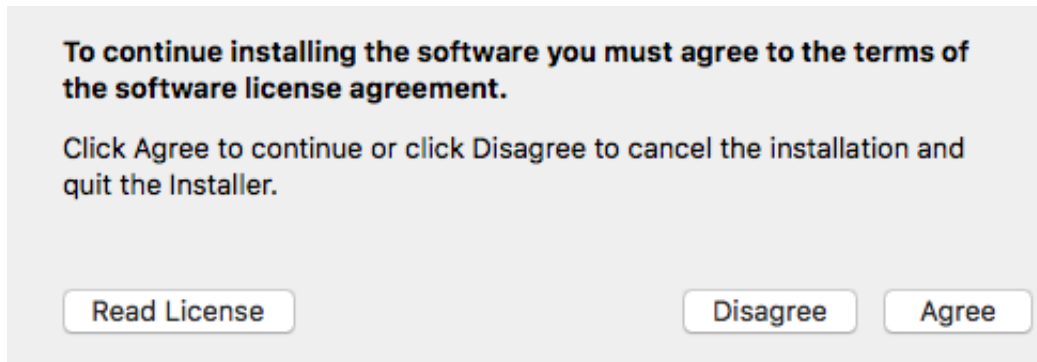 To continue installing the software you must agree to the terms of
the software license agreement.
Click Agree to continue or click Disagree to cancel the installation and
quit the Installer.
Read License
Disagree
Agree